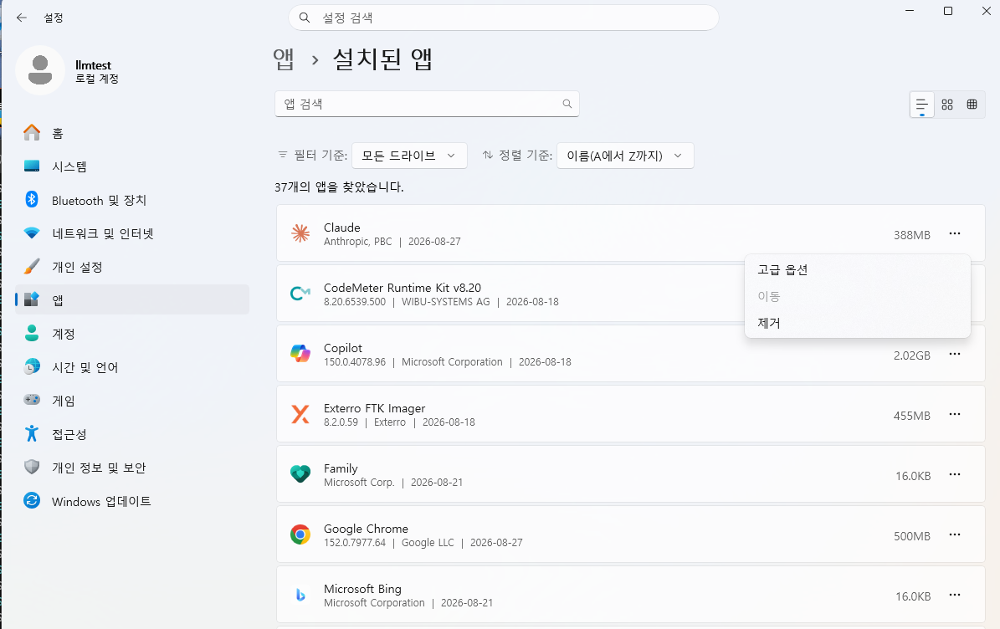 설정
설정 검색
llmtest
로컬 계정
홈
시스템
Bluetooth 및 장치
네트워크 및 인터넷
개인 설정
앱
계정
시간 및 언어
게임
접근성
개인 정보 및 보안
Windows 업데이트
앱 › 설치된 앱
앱 검색
필터 기준: 모든 드라이브 정렬 기준: 이름(A에서 Z까지)
37개의 앱을 찾았습니다.
Claude
Anthropic, PBC | 2026-08-27
388MB
고급 옵션
이동
제거
CodeMeter Runtime Kit v8.20
8.20.6539.500 | WIBU-SYSTEMS AG | 2026-08-18
Copilot
150.0.4078.96 | Microsoft Corporation | 2026-08-18
2.02GB
Exterro FTK Imager
8.2.0.59 | Exterro | 2026-08-18
455MB
Family
Microsoft Corp. | 2026-08-21
16.0KB
Google Chrome
152.0.7977.64 | Google LLC | 2026-08-27
500MB
Microsoft Bing
Microsoft Corporation | 2026-08-21
16.0KB